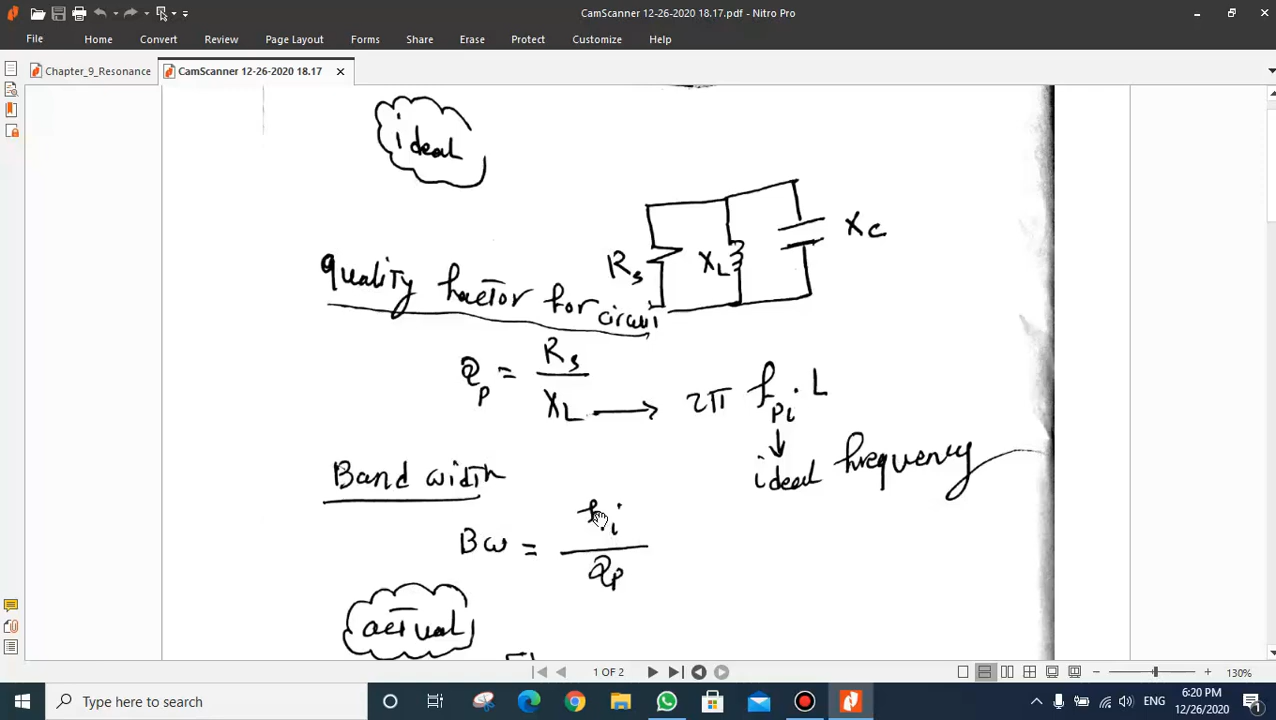 CamScanner 12-26-2020 18.17.pdf - Nitro Pro
File Home Convert Review Page Layout Forms Share Erase Protect Customize Help
Chapter_9_Resonance CamScanner 12-26-2020 18.17
ideal
Rs XL Xc
Quality factor for circuit
Qp = Rs
XL → 2π fpi . L
ideal frequency
Band width
Bw = fi
Qp
actual
1 OF 2
130%
Type here to search
ENG
6:20 PM
12/26/2020
1